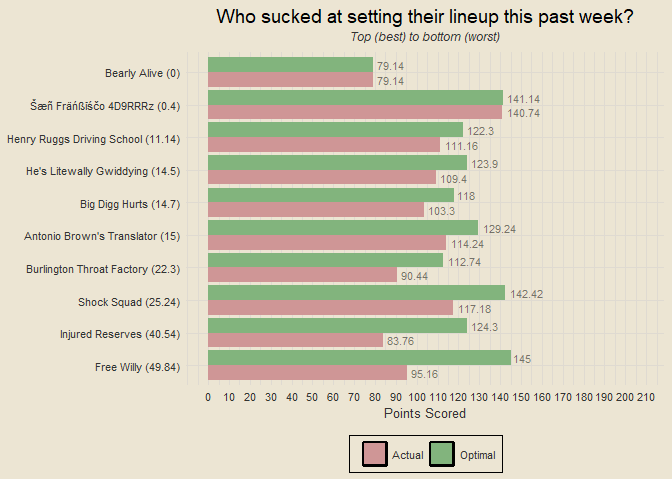 Who sucked at setting their lineup this past week?
Top (best) to bottom (worst)
Bearly Alive (0)
79.14
79.14
Šæñ Fráńßïščo 4D9RRRz (0.4)
141.14
140.74
Henry Ruggs Driving School (11.14)
122.3
111.16
He's Litewally Gwiddying (14.5)
123.9
109.4
Big Digg Hurts (14.7)
118
103.3
Antonio Brown's Translator (15)
129.24
114.24
Burlington Throat Factory (22.3)
112.74
90.44
Shock Squad (25.24)
142.42
117.18
Injured Reserves (40.54)
124.3
83.76
Free Willy (49.84)
145
95.16
0 10 20 30 40 50 60 70 80 90 100 110 120 130 140 150 160 170 180 190 200 210
Points Scored
Actual Optimal